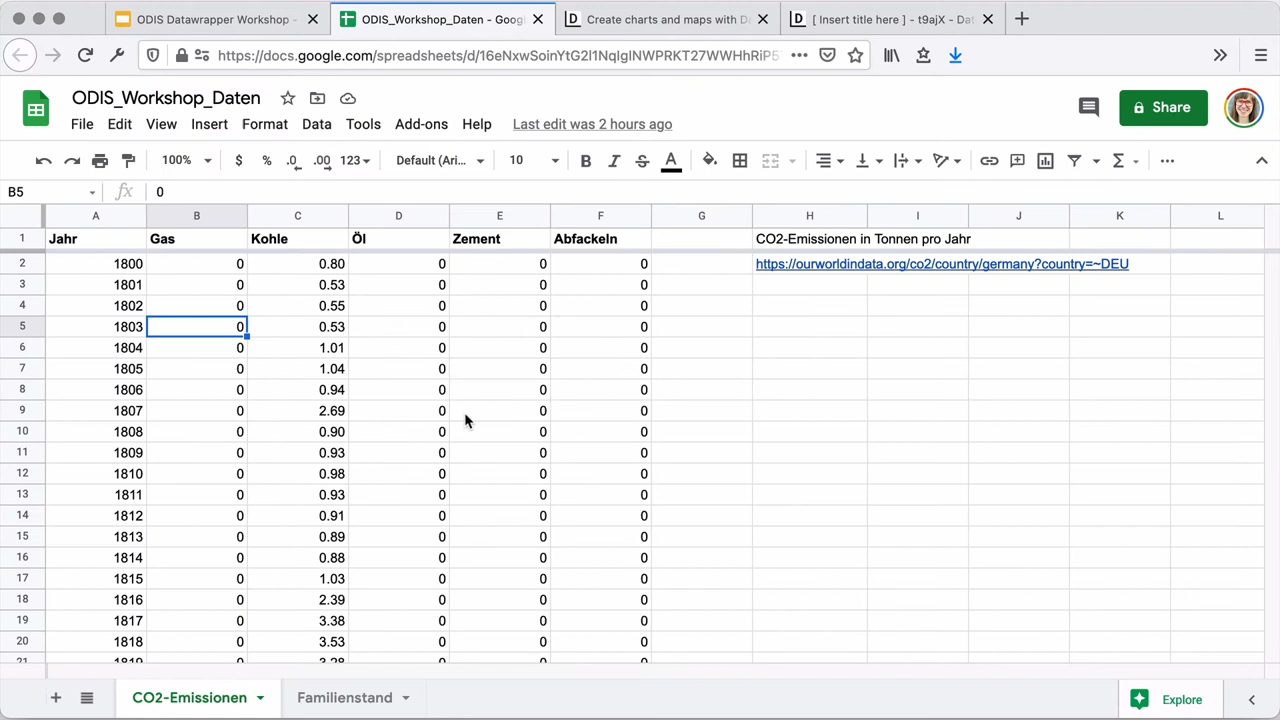 ODIS Datawrapper Workshop -
ODIS_Workshop_Daten - Goo
Create charts and maps with D
[ Insert title here ] - t9ajX - Dat
https://docs.google.com/spreadsheets/d/16eNxwSoinYtG2l1NqIgINWPRKT27WWHhRiP5
ODIS_Workshop_Daten
Share
File Edit View Insert Format Data Tools Add-ons Help Last edit was 2 hours ago
100% $ % .0 .00 123 Default (Ari... 10 B I S A
B5 fx 0
A B C D E F G H I J K L
1 Jahr Gas Kohle Öl Zement Abfackeln CO2-Emissionen in Tonnen pro Jahr
2 1800 0 0.80 0 0 0 https://ourworldindata.org/co2/country/germany?country=~DEU
3 1801 0 0.53 0 0 0
4 1802 0 0.55 0 0 0
5 1803 0 0.53 0 0 0
6 1804 0 1.01 0 0 0
7 1805 0 1.04 0 0 0
8 1806 0 0.94 0 0 0
9 1807 0 2.69 0 0 0
10 1808 0 0.90 0 0 0
11 1809 0 0.93 0 0 0
12 1810 0 0.98 0 0 0
13 1811 0 0.93 0 0 0
14 1812 0 0.91 0 0 0
15 1813 0 0.89 0 0 0
16 1814 0 0.88 0 0 0
17 1815 0 1.03 0 0 0
18 1816 0 2.39 0 0 0
19 1817 0 3.38 0 0 0
20 1818 0 3.53 0 0 0
21 1819 0 3.28 0 0 0
CO2-Emissionen Familienstand Explore